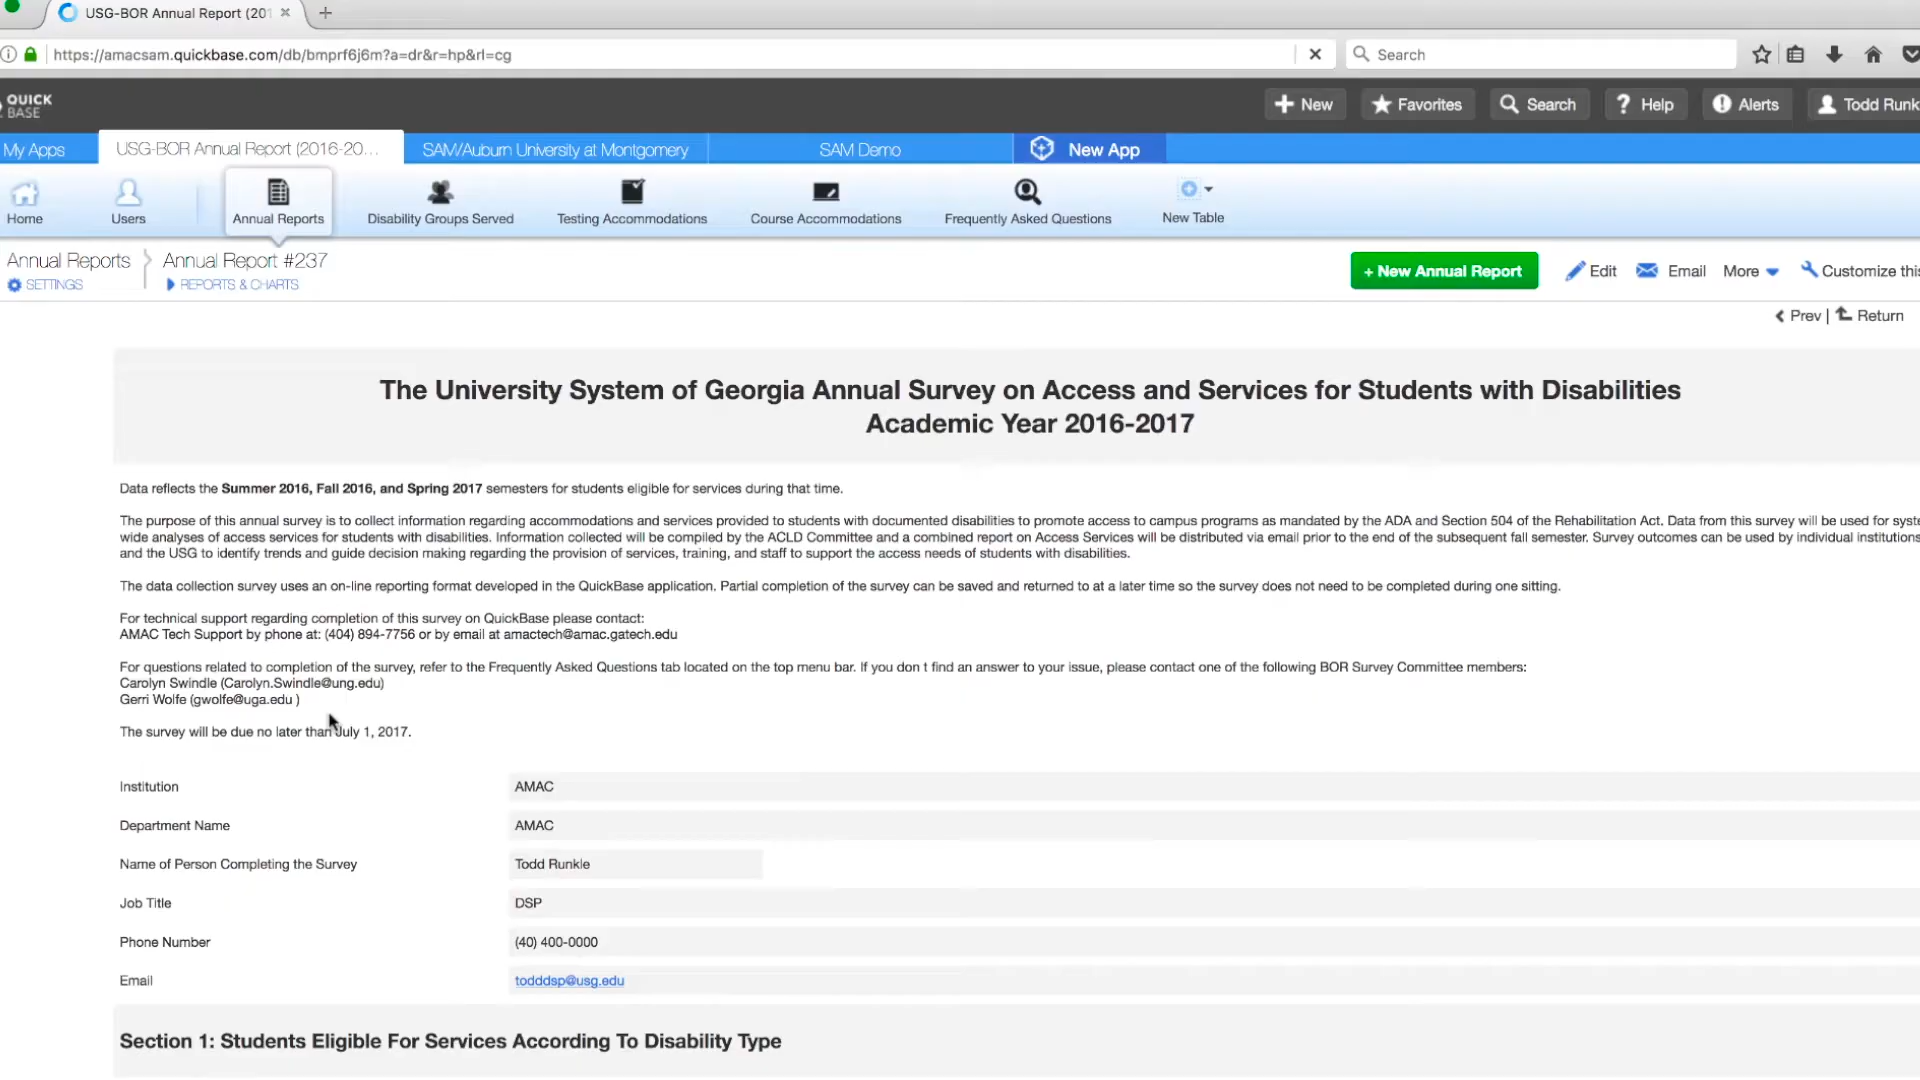 USG-BOR Annual Report (201
https://amacsam.quickbase.com/db/bmprf6j6m?a=dr&r=hp&rl=cg
Search
QUICK
BASE
New
Favorites
Search
Help
Alerts
Todd Runk
My Apps
USG-BOR Annual Report (2016-20...
SAM/Auburn University at Montgomery
SAM Demo
New App
Home
Users
Annual Reports
Disability Groups Served
Testing Accommodations
Course Accommodations
Frequently Asked Questions
New Table
Annual Reports
Annual Report #237
SETTINGS
REPORTS & CHARTS
+ New Annual Report
Edit
Email
More
Customize this
Prev | Return
The University System of Georgia Annual Survey on Access and Services for Students with Disabilities
Academic Year 2016-2017
Data reflects the Summer 2016, Fall 2016, and Spring 2017 semesters for students eligible for services during that time.
The purpose of this annual survey is to collect information regarding accommodations and services provided to students with documented disabilities to promote access to campus programs as mandated by the ADA and Section 504 of the Rehabilitation Act. Data from this survey will be used for syste
wide analyses of access services for students with disabilities. Information collected will be compiled by the ACLD Committee and a combined report on Access Services will be distributed via email prior to the end of the subsequent fall semester. Survey outcomes can be used by individual institutions
and the USG to identify trends and guide decision making regarding the provision of services, training, and staff to support the access needs of students with disabilities.
The data collection survey uses an on-line reporting format developed in the QuickBase application. Partial completion of the survey can be saved and returned to at a later time so the survey does not need to be completed during one sitting.
For technical support regarding completion of this survey on QuickBase please contact:
AMAC Tech Support by phone at: (404) 894-7756 or by email at amactech@amac.gatech.edu
For questions related to completion of the survey, refer to the Frequently Asked Questions tab located on the top menu bar. If you don t find an answer to your issue, please contact one of the following BOR Survey Committee members:
Carolyn Swindle (Carolyn.Swindle@ung.edu)
Gerri Wolfe (gwolfe@uga.edu )
The survey will be due no later than July 1, 2017.
Institution
AMAC
Department Name
AMAC
Name of Person Completing the Survey
Todd Runkle
Job Title
DSP
Phone Number
(40) 400-0000
Email
todddsp@usg.edu
Section 1: Students Eligible For Services According To Disability Type